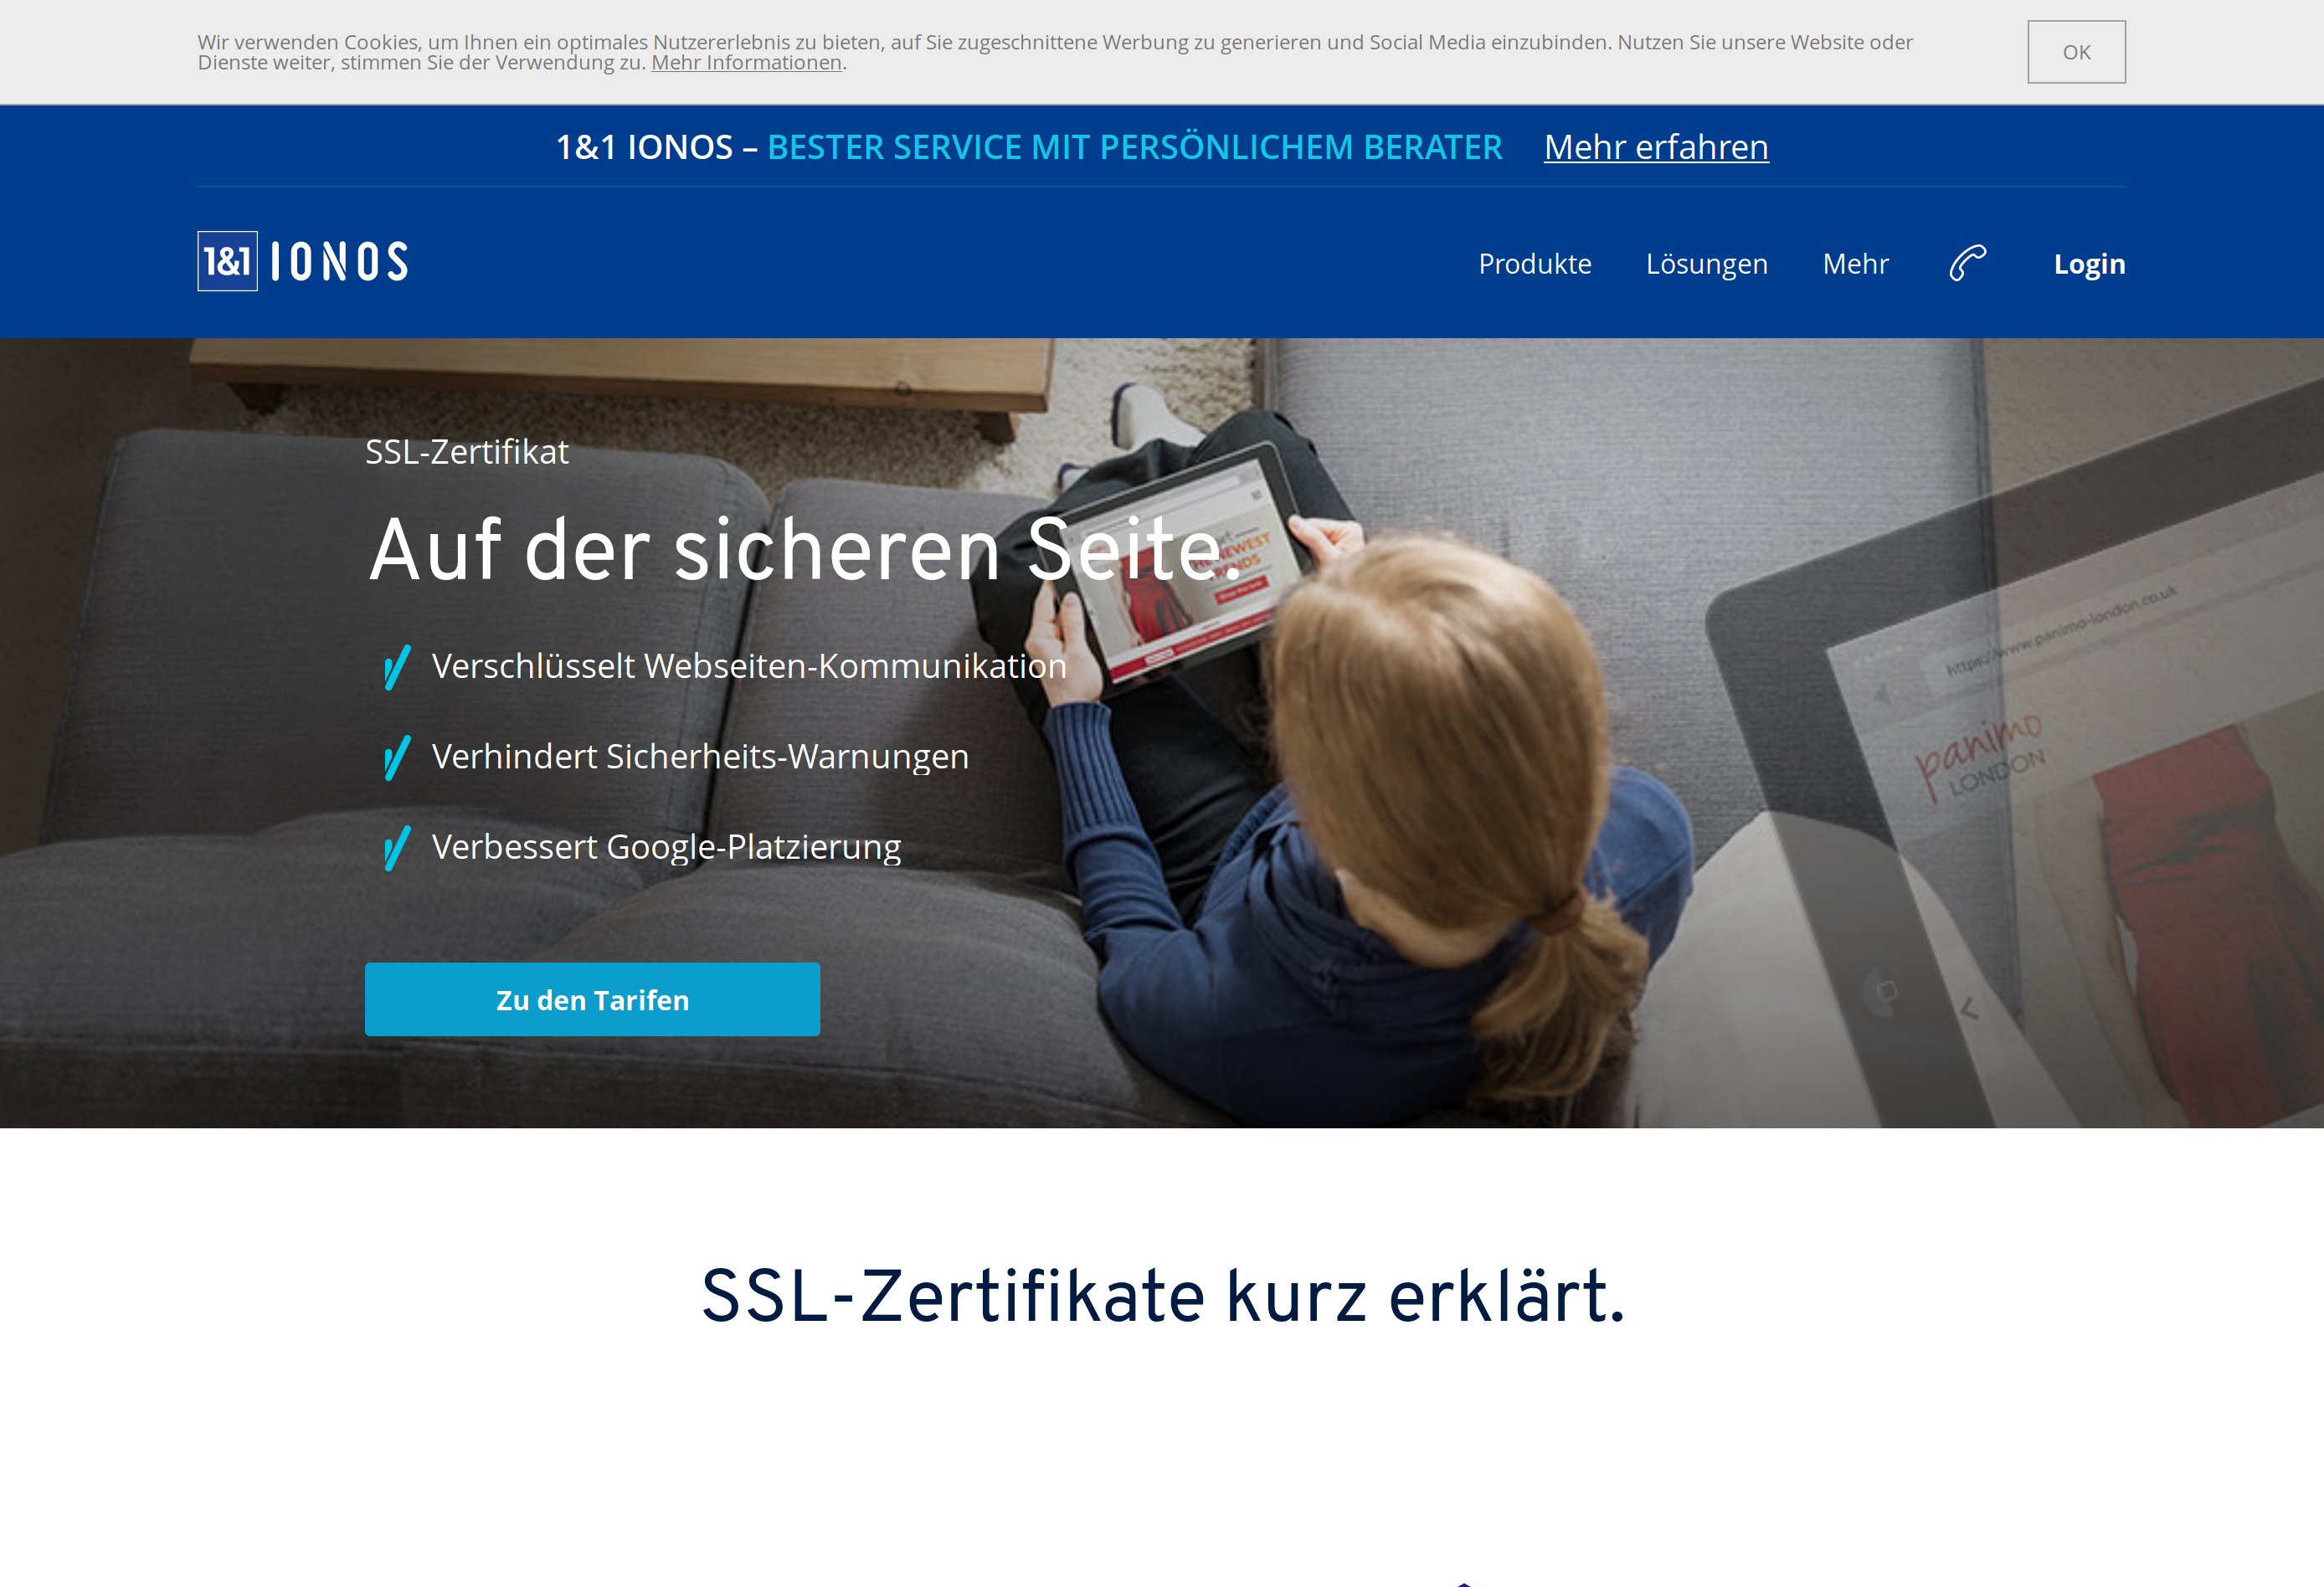 Wir verwenden Cookies, um Ihnen ein optimales Nutzererlebnis zu bieten, auf Sie zugeschnittene Werbung zu generieren und Social Media einzubinden. Nutzen Sie unsere Website oder
Dienste weiter, stimmen Sie der Verwendung zu. Mehr Informationen.
OK
1&1 IONOS – BESTER SERVICE MIT PERSÖNLICHEM BERATER Mehr erfahren
1&1 IONOS
Produkte Lösungen Mehr Login
SSL-Zertifikat
Auf der sicheren Seite.
NEWEST
TRENDS
Verschlüsselt Webseiten-Kommunikation
Verhindert Sicherheits-Warnungen
Verbessert Google-Platzierung
https://www.panimo-london.co.uk
panimo
LONDON
Zu den Tarifen
SSL-Zertifikate kurz erklärt.